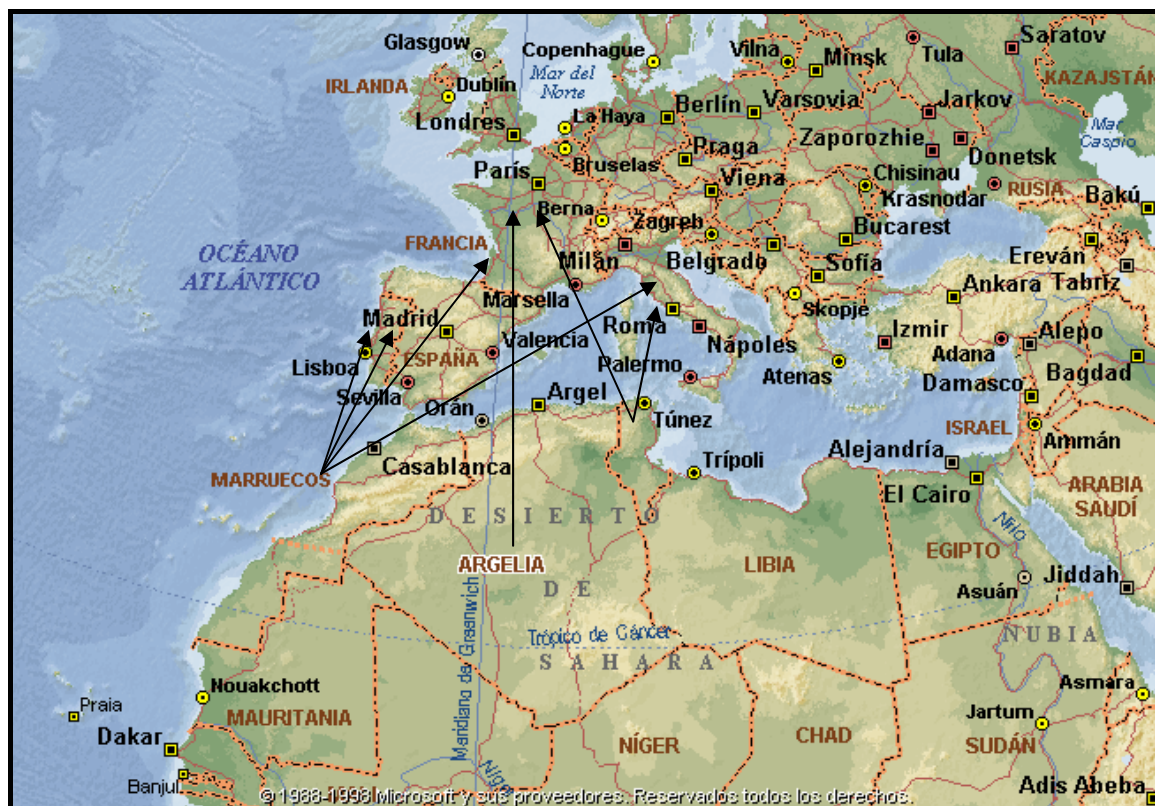 Glasgow
Copenhague
Vilna
Minsk
Tula
Saratov
IRLANDA
Dublín
Mar del
Norte
KAZAJSTÁN
Londres
La Haya
Berlín
Varsovia
Jarkov
Zaporozhie
Mar
Caspio
París
Bruselas
Praga
Donetsk
Viena
Chisinau
Krasnodar
RUSIA
Bakú
Berna
Zagreb
Bucarest
OCÉANO
ATLÁNTICO
FRANCIA
Milán
Belgrado
Sofía
Ereván
Marsella
Ankara
Tabriz
Skopje
Madrid
Roma
Nápoles
Izmir
Adana
Alepo
Lisboa
ESPAÑA
Valencia
Palermo
Atenas
Bagdad
Sevilla
Orán
Argel
Túnez
Damasco
ISRAEL
Ammán
MARRUECOS
Casablanca
Trípoli
Alejandría
El Cairo
ARABIA
SAUDÍ
DESIERTO
Nilo
ARGELIA
LIBIA
EGIPTO
DE
Asuán
Jiddah
Meridiano de Greenwich
Trópico de Cáncer
SAHARA
NUBIA
Nouakchott
Praia
MAURITANIA
Asmara
Jartum
Dakar
NÍGER
CHAD
SUDÁN
Banjul
Adis Abeba
© 1988-1998 Microsoft y sus proveedores. Reservados todos los derechos.